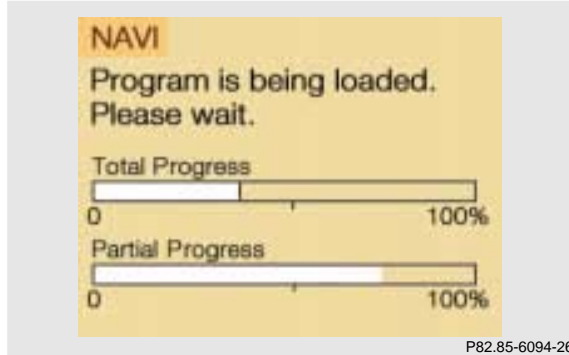 NAVI
Program is being loaded.
Please wait.
Total Progress
0 100%
Partial Progress
0 100%
P82.85-6094-26